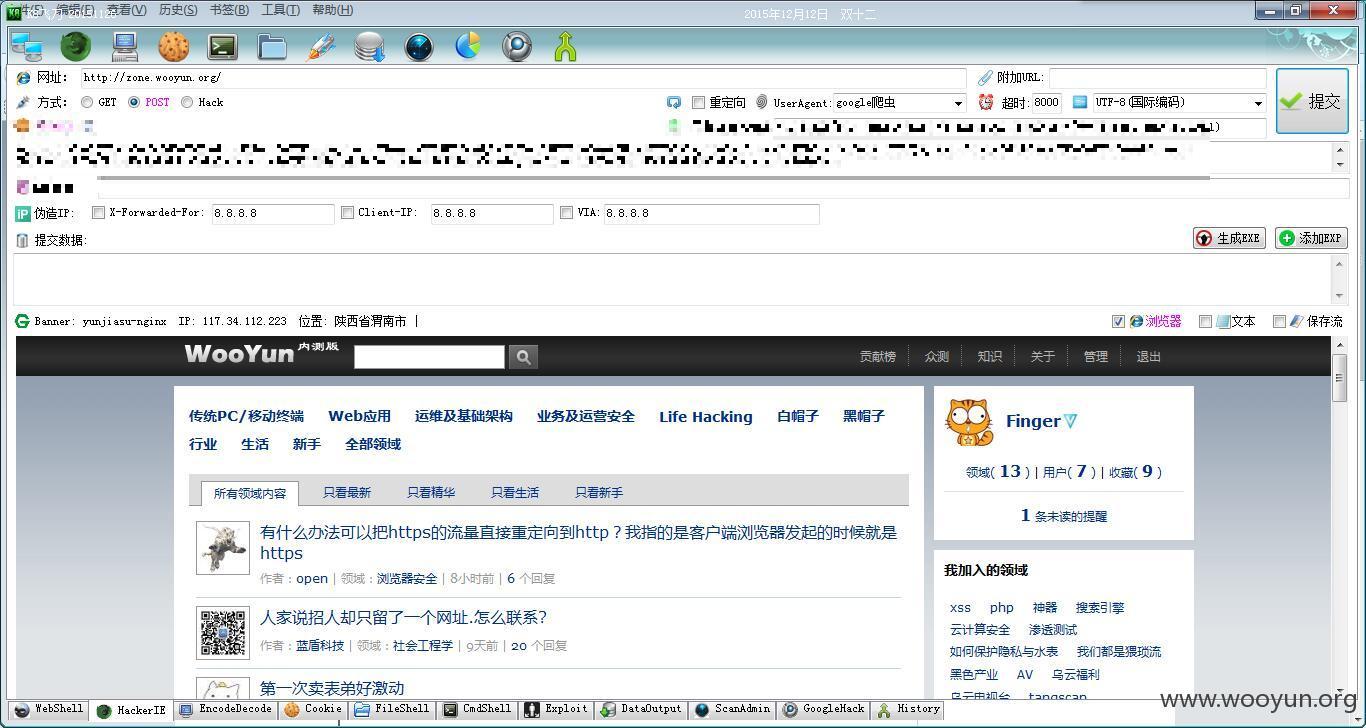 编辑(E) 查看(V) 历史(S) 书签(B) 工具(T) 帮助(H) 2015年12月12日 双十二
网址: http://zone.wooyun.org/ 附加URL:
方式: GET POST Hack 重定向 UserAgent: google爬虫 超时: 8000 UTF-8(国际编码) 提交
伪造IP: X-Forwarded-For: 8.8.8.8 Client-IP: 8.8.8.8 VIA: 8.8.8.8
提交数据: 生成EXE 添加EXP
Banner: yunjiasu-nginx IP: 117.34.112.223 位置: 陕西省渭南市 | 浏览器 文本 保存流
WooYun 内测版 贡献榜 众测 知识 关于 管理 退出
传统PC/移动终端 Web应用 运维及基础架构 业务及运营安全 Life Hacking 白帽子 黑帽子
行业 生活 新手 全部领域
Finger
领域( 13 ) | 用户( 7 ) | 收藏( 9 )
1 条未读的提醒
所有领域内容 只看最新 只看精华 只看生活 只看新手
有什么办法可以把https的流量直接重定向到http？我指的是客户端浏览器发起的时候就是
https
作者：open | 领域：浏览器安全 | 8小时前 | 6 个回复
人家说招人却只留了一个网址.怎么联系？
作者：蓝盾科技 | 领域：社会工程学 | 9天前 | 20 个回复
第一次卖表弟好激动
我加入的领域
xss php 神器 搜索引擎
云计算安全 渗透测试
如何保护隐私与水表 我们都是猥琐流
黑色产业 AV 乌云福利
乌云电视台 tangscan
www.wooyun.org
WebShell HackerIE EncodeDecode Cookie FileShell CmdShell Exploit DataOutput ScanAdmin GoogleHack History